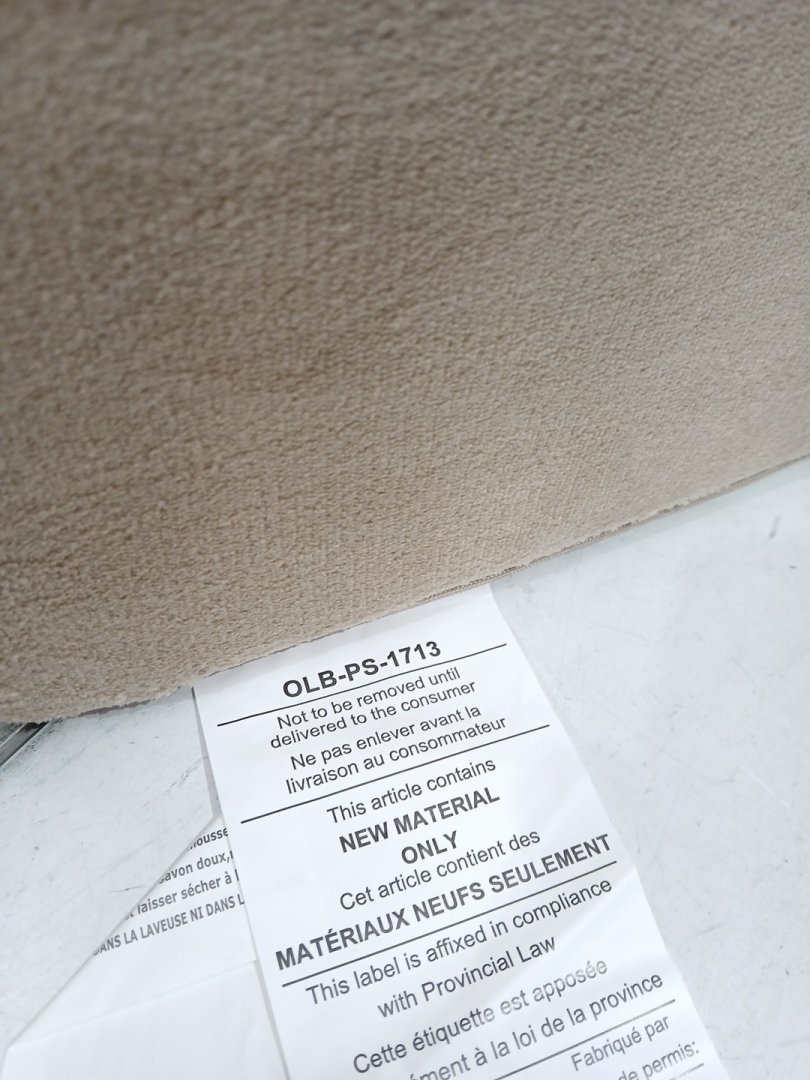 OLB-PS-1713
Not to be removed until
delivered to the consumer
Ne pas enlever avant la
livraison au consommateur
This article contains
NEW MATERIAL
ONLY
Cet article contient des
MATÉRIAUX NEUFS SEULEMENT
This label is affixed in compliance
with Provincial Law
Cette étiquette est apposée
à la loi de la province
Fabriqué par
de permis:
doux,
laisser sécher à
LA LAVEUSE NI DANS